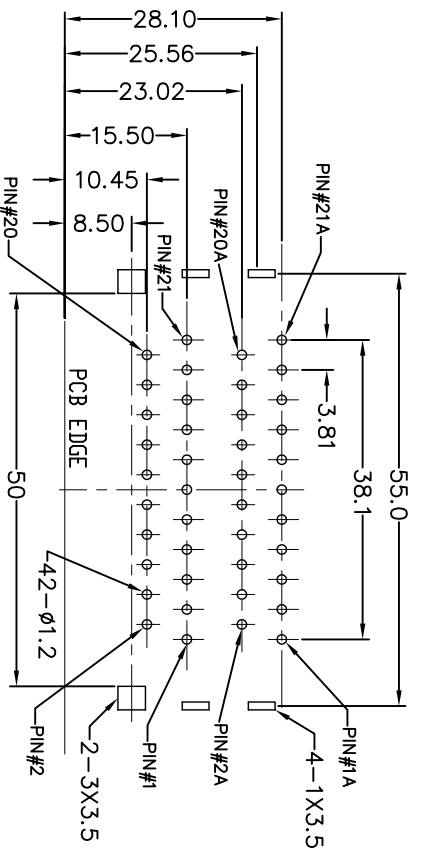 28.10
25.56
23.02
15.50
10.45
8.50
PIN#20
PIN#21
PIN#20A
PIN#21A
3.81
38.1
55.0
PCB EDGE
50
42-ø1.2
PIN#2
2-3X3.5
PIN#1
PIN#2A
PIN#1A
4-1X3.5